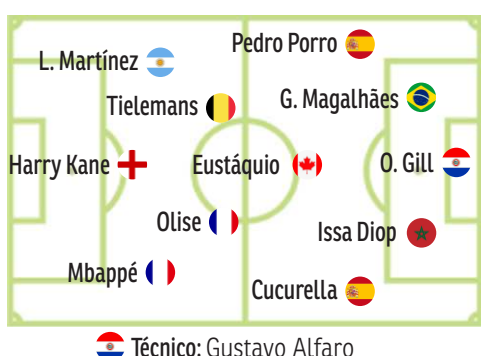 Pedro Porro
L. Martínez
G. Magalhães
Tielemans
Harry Kane
Eustáquio
O. Gill
Olise
Issa Diop
Mbappé
Cucurella
Técnico: Gustavo Alfaro